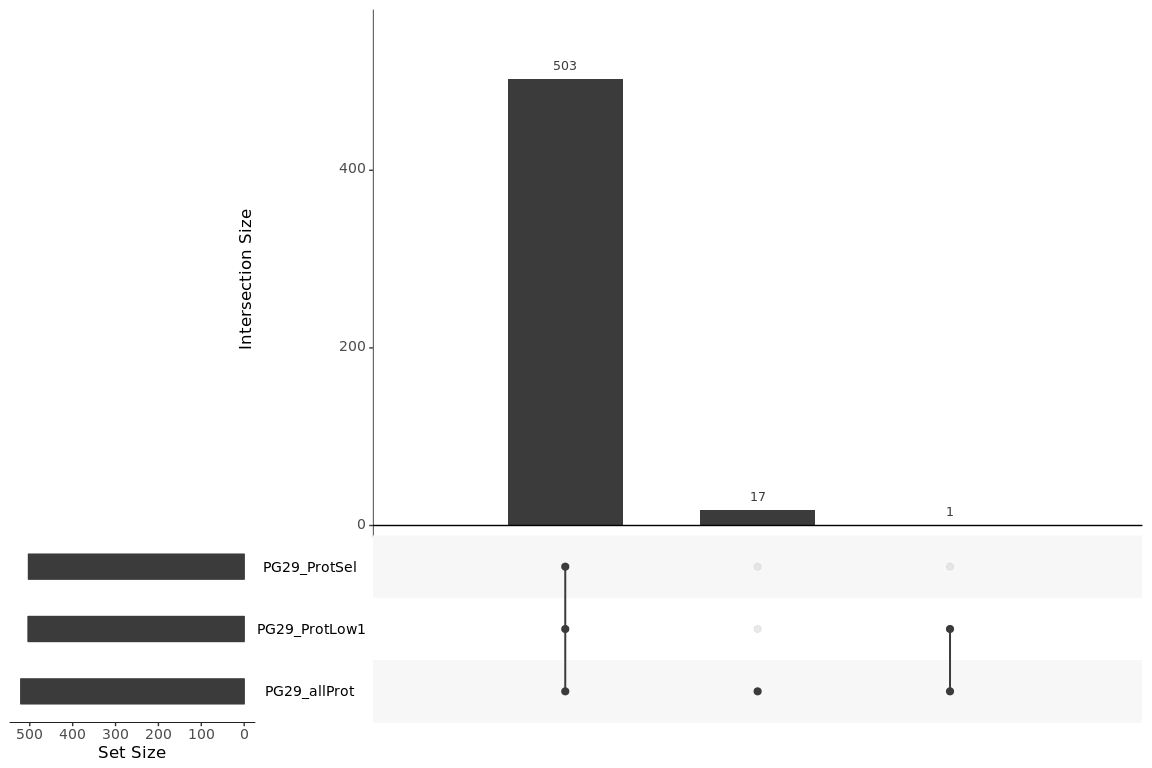 503
400
Intersection Size
200
17
1
0
PG29_ProtSel
PG29_ProtLow1
PG29_allProt
500 400 300 200 100 0
Set Size